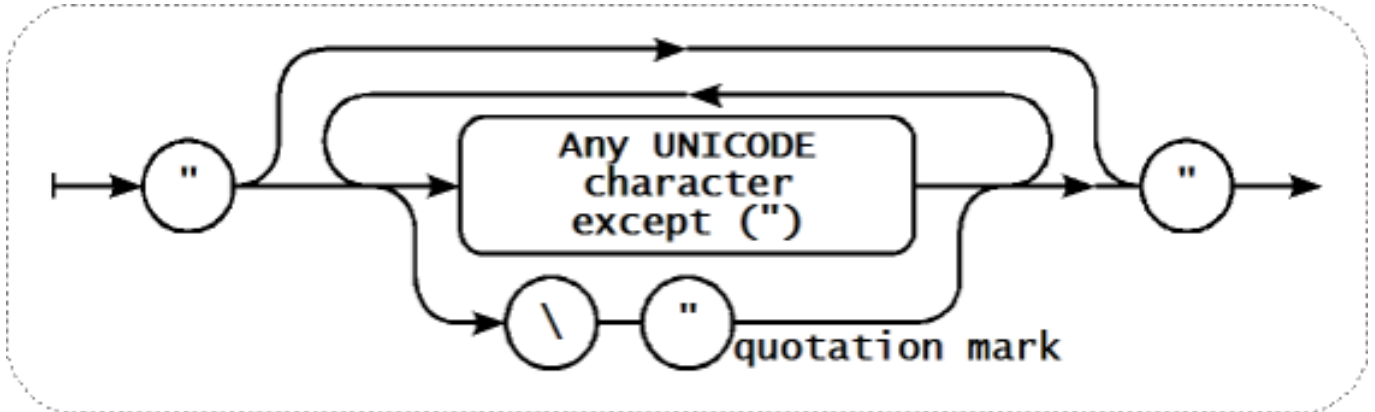 "
Any UNICODE
character
except (")
"
\ "
quotation mark